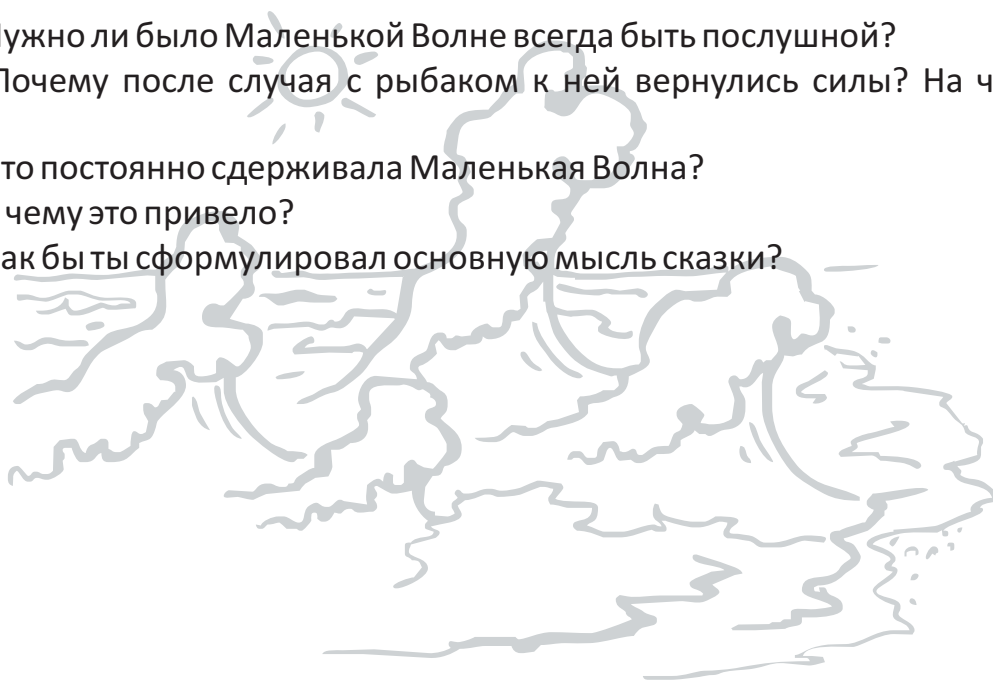 ужно ли было Маленькой Волне всегда быть послушной?
Почему после случая с рыбаком к ней вернулись силы? На ч
то постоянно сдерживала Маленькая Волна?
чему это привело?
ак бы ты сформулировал основную мысль сказки?